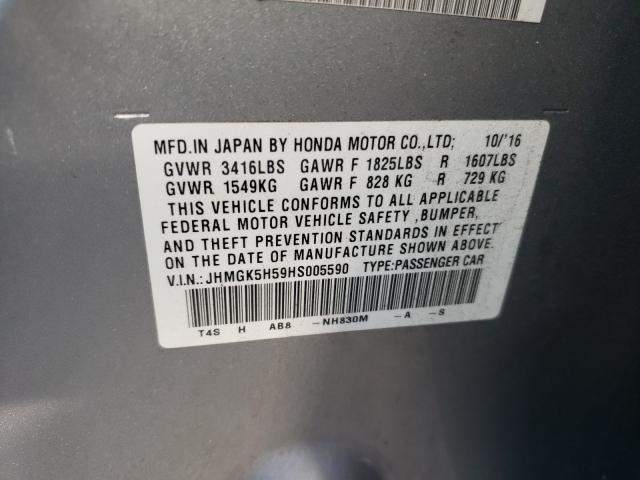 MFD.IN JAPAN BY HONDA MOTOR CO.,LTD; 10/'16
GVWR 3416LBS GAWR F 1825LBS R 1607LBS
GVWR 1549KG GAWR F 828 KG R 729 KG
THIS VEHICLE CONFORMS TO ALL APPLICABLE
FEDERAL MOTOR VEHICLE SAFETY ,BUMPER,
AND THEFT PREVENTION STANDARDS IN EFFECT
ON THE DATE OF MANUFACTURE SHOWN ABOVE.
V.I.N.:JHMGK5H59HS005590 TYPE:PASSENGER CAR
T4S H AB8 -NH830M -A -S